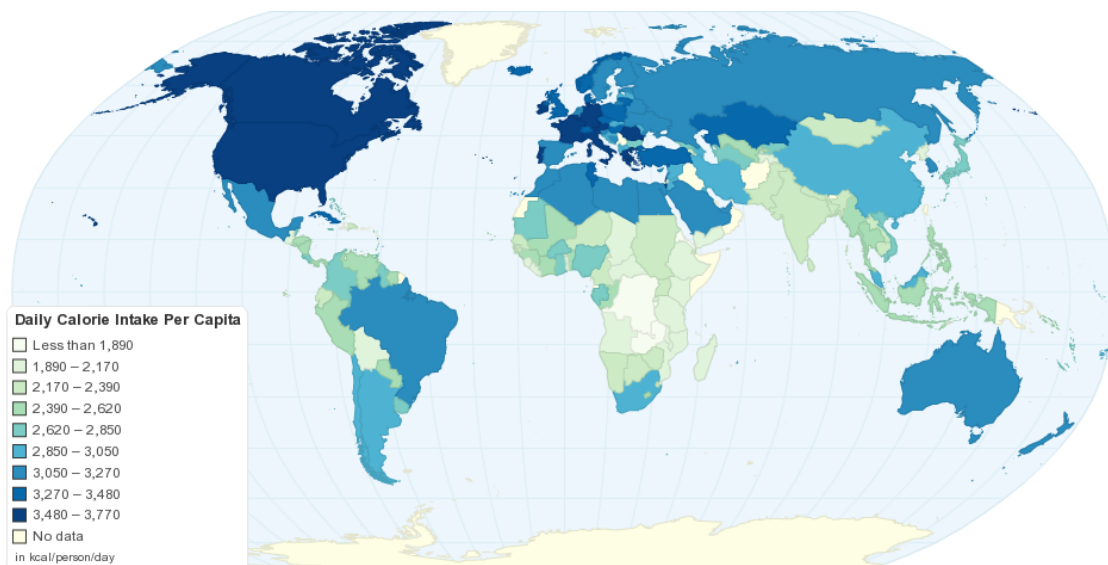 Daily Calorie Intake Per Capita
Less than 1,890
1,890 – 2,170
2,170 – 2,390
2,390 – 2,620
2,620 – 2,850
2,850 – 3,050
3,050 – 3,270
3,270 – 3,480
3,480 – 3,770
No data
in kcal/person/day